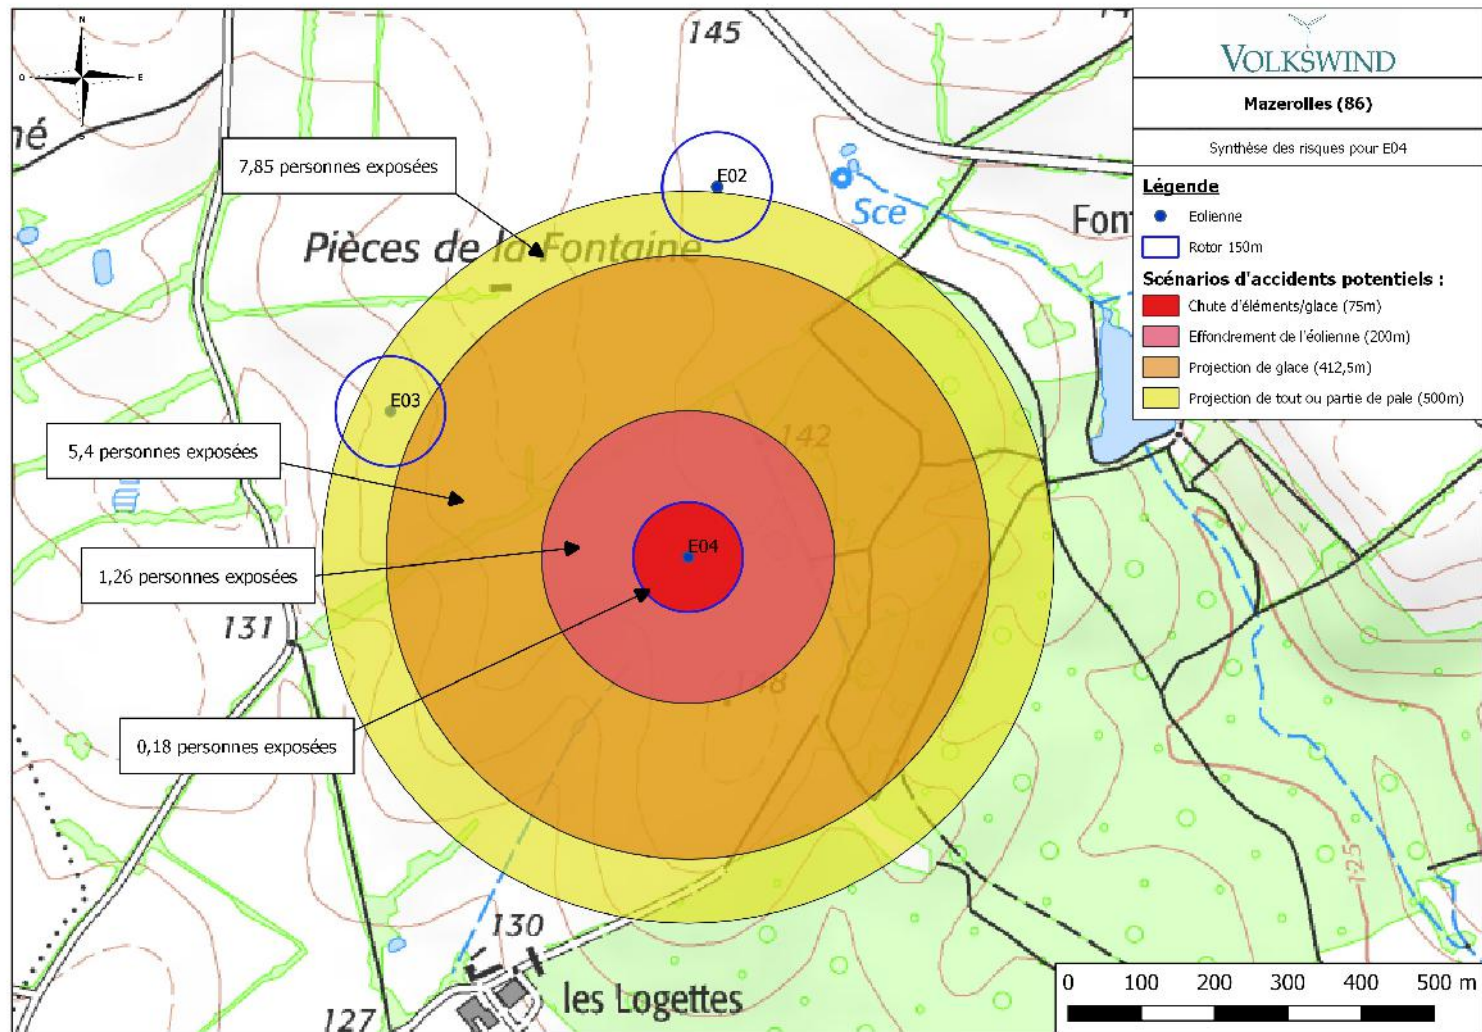 N
O
E
145
né
7,85 personnes exposées
E02
Sce
Font
Pièces de la Fontaine
E03
142
5,4 personnes exposées
E04
1,26 personnes exposées
131
148
0,18 personnes exposées
125
130
les Logettes
127
VOLKSWIND
Mazerolles (86)
Synthèse des risques pour E04
Légende
Eolienne
Rotor 150m
Scénarios d'accidents potentiels :
Chute d'éléments/glace (75m)
Effondrement de l'éolienne (200m)
Projection de glace (412,5m)
Projection de tout ou partie de pale (500m)
0 100 200 300 400 500 m